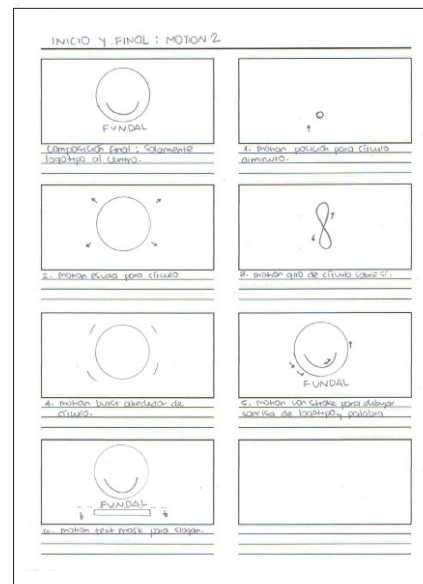 INICIO Y FINAL : MOTION 2
FUNDAL
Composición final : Solamente
logotipo al centro.
1. motion posición para círculo
diminuto.
2. motion escala para círculo
3. motion giro de círculo sobre sí.
4. motion burst alrededor de
círculo.
FUNDAL
5. motion con stroke para dibujar
sonrisa de logotipo y palabra
FUNDAL
6. motion text mask para slogan.